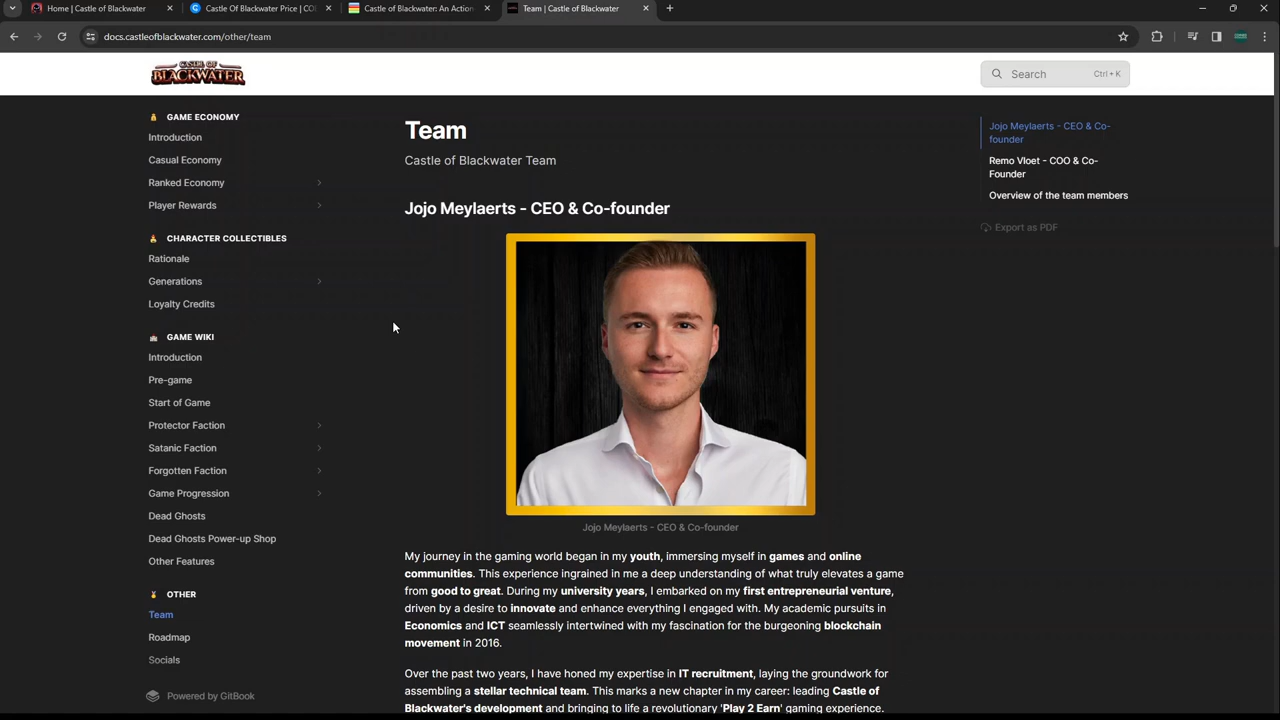 Home | Castle of Blackwater
Castle Of Blackwater Price | CO
Castle of Blackwater: An Action
Team | Castle of Blackwater
docs.castleofblackwater.com/other/team
CASTLE OF
BLACKWATER
Search
Ctrl + K
GAME ECONOMY
Introduction
Casual Economy
Ranked Economy
Player Rewards
CHARACTER COLLECTIBLES
Rationale
Generations
Loyalty Credits
GAME WIKI
Introduction
Pre-game
Start of Game
Protector Faction
Satanic Faction
Forgotten Faction
Game Progression
Dead Ghosts
Dead Ghosts Power-up Shop
Other Features
OTHER
Team
Roadmap
Socials
Powered by GitBook
Team
Castle of Blackwater Team
Jojo Meylaerts - CEO & Co-founder
Jojo Meylaerts - CEO & Co-founder
My journey in the gaming world began in my youth, immersing myself in games and online
communities. This experience ingrained in me a deep understanding of what truly elevates a game
from good to great. During my university years, I embarked on my first entrepreneurial venture,
driven by a desire to innovate and enhance everything I engaged with. My academic pursuits in
Economics and ICT seamlessly intertwined with my fascination for the burgeoning blockchain
movement in 2016.
Over the past two years, I have honed my expertise in IT recruitment, laying the groundwork for
assembling a stellar technical team. This marks a new chapter in my career: leading Castle of
Blackwater's development and bringing to life a revolutionary 'Play 2 Earn' gaming experience.
Jojo Meylaerts - CEO & Co-
founder
Remo Vloet - COO & Co-
Founder
Overview of the team members
Export as PDF